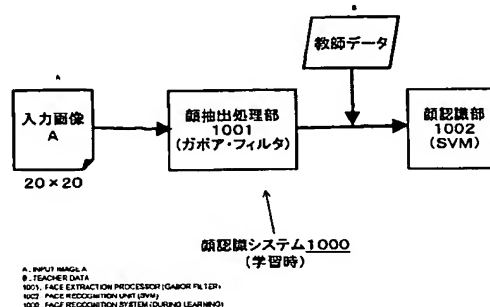 B
教師データ
A
入力画像
A
20×20
顔抽出処理部
1001
(ガボア・フィルタ)
顔認識部
1002
(SVM)
顔認識システム1000
(学習時)
A...INPUT IMAGE A
B...TEACHER DATA
1001...FACE EXTRACTION PROCESSOR (GABOR FILTER)
1002...FACE RECOGNITION UNIT (SVM)
1000...FACE RECOGNITION SYSTEM (DURING LEARNING)